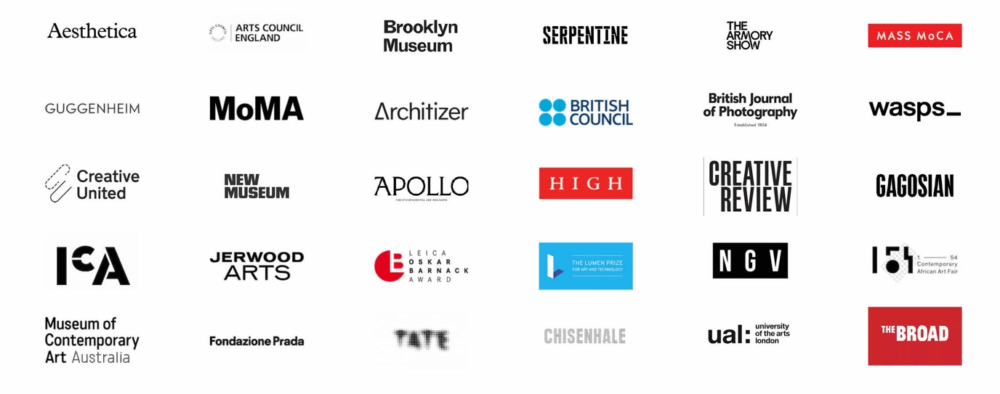 Aesthetica
ARTS COUNCIL
ENGLAND
Brooklyn
Museum
SERPENTINE
THE
ARMORY
SHOW
MASS MoCA
GUGGENHEIM
MoMA
Architizer
BRITISH
COUNCIL
British Journal
of Photography
Established 1854
wasps_
Creative
United
NEW
MUSEUM
APOLLO
THE INTERNATIONAL ART MAGAZINE
HIGH
CREATIVE
REVIEW
GAGOSIAN
ICA
JERWOOD
ARTS
LEICA
OSKAR
BARNACK
AWARD
THE LUMEN PRIZE
FOR ART AND TECHNOLOGY
NGV
154
1 — 54
Contemporary
African Art Fair
Museum of
Contemporary
Art Australia
Fondazione Prada
TATE
CHISENHALE
ual:
university
of the arts
london
THE BROAD